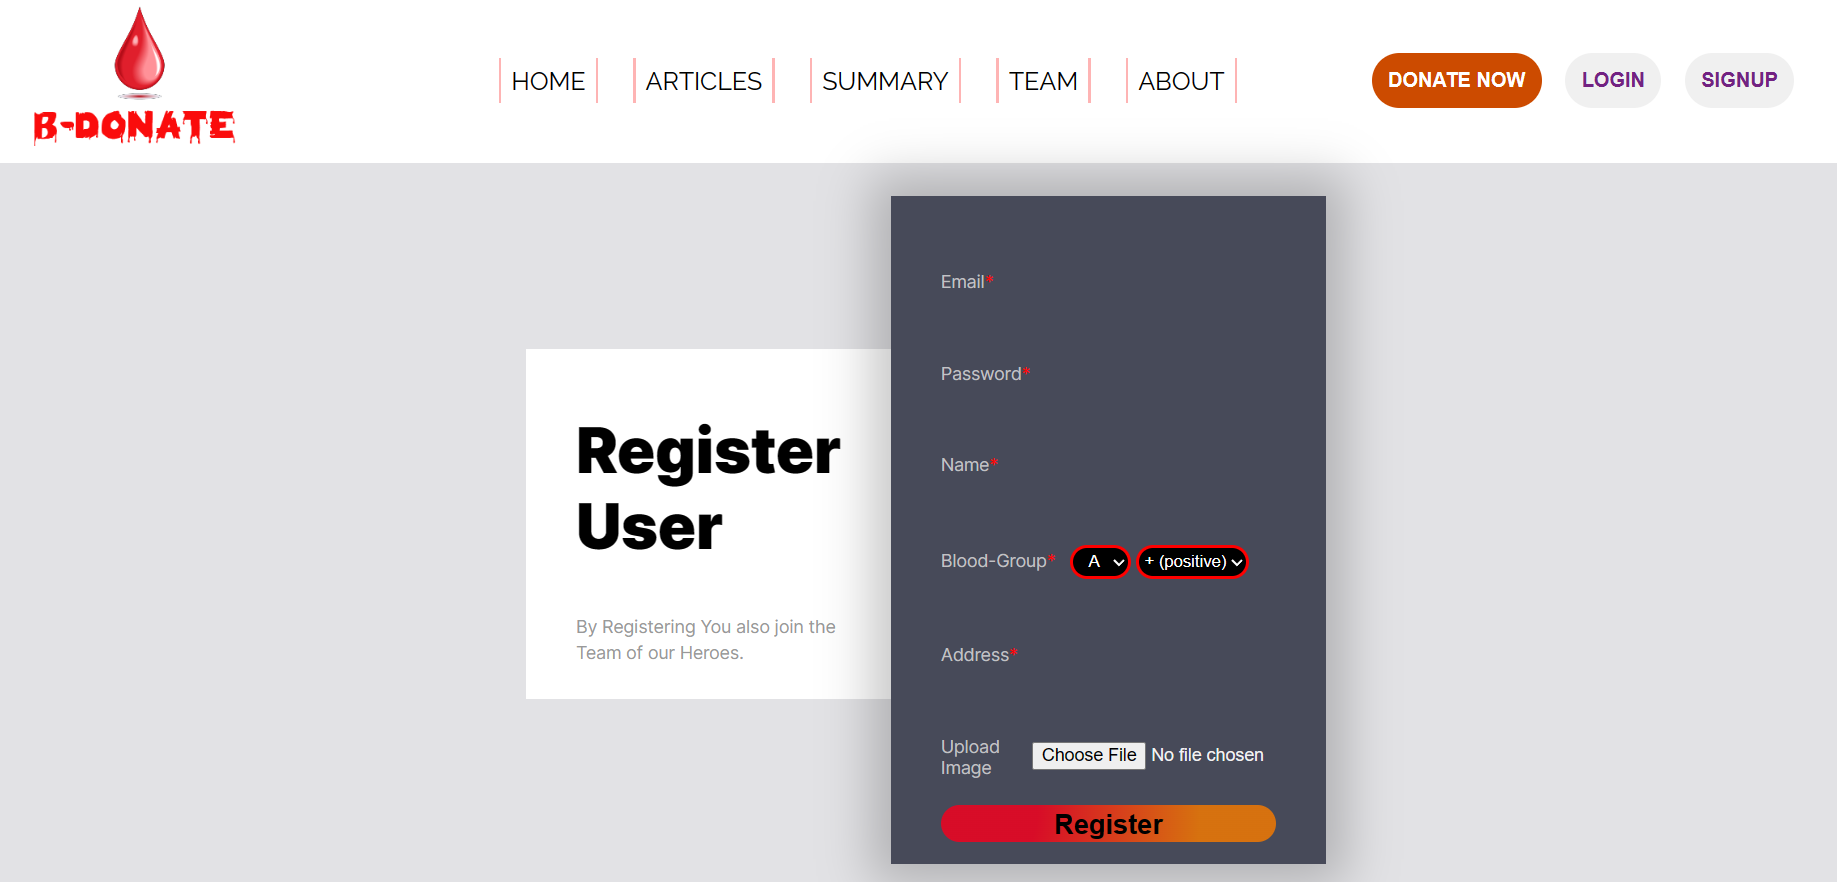 B-DONATE
HOME
ARTICLES
SUMMARY
TEAM
ABOUT
DONATE NOW
LOGIN
SIGNUP
Register
User
By Registering You also join the
Team of our Heroes.
Email*
Password*
Name*
Blood-Group* A + (positive)
Address*
Upload
Image
Choose File No file chosen
Register